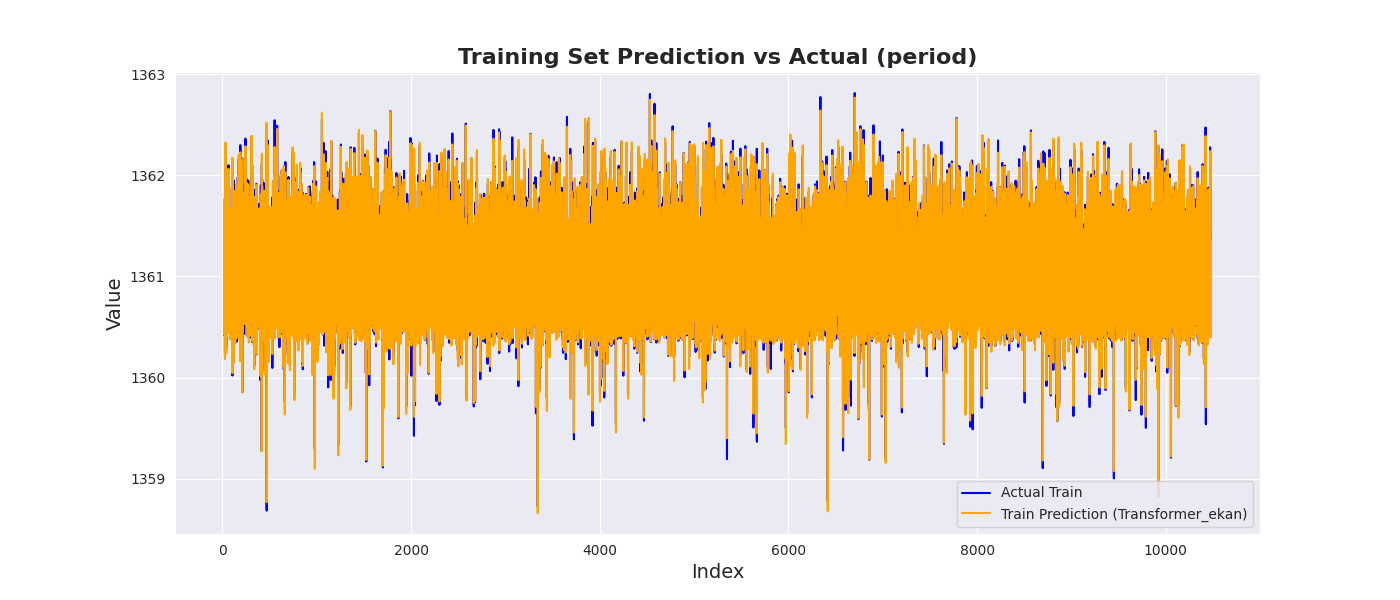 Training Set Prediction vs Actual (period)
1363
1362
1361
1360
1359
Value
0 2000 4000 6000 8000 10000
Index
Actual Train
Train Prediction (Transformer_ekan)